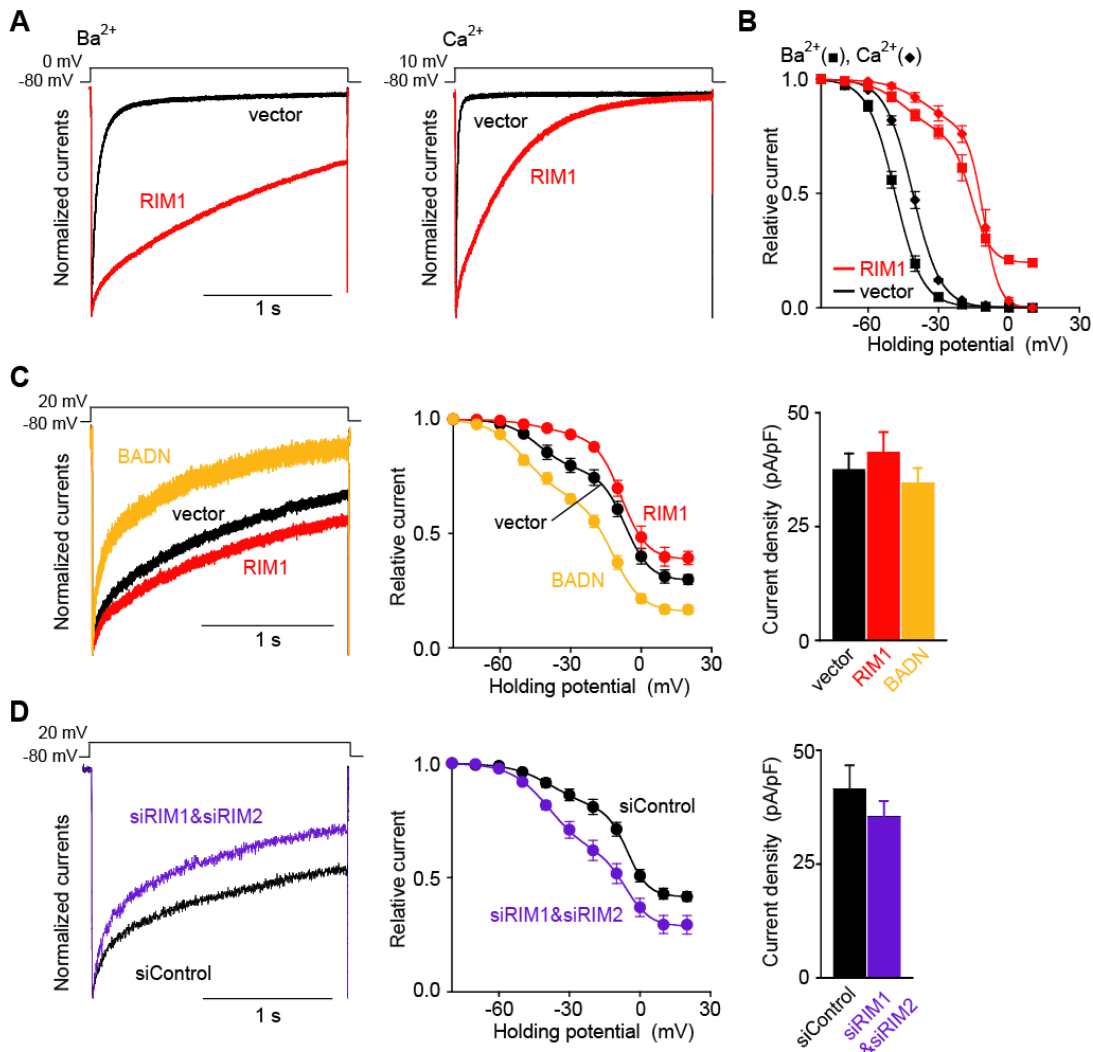 A
Ba2+
0 mV
-80 mV
Normalized currents
vector
RIM1
1 s
Ca2+
10 mV
-80 mV
Normalized currents
vector
RIM1
B
Ba2+(■), Ca2+(◆)
Relative current
1.0
0.5
0.0
RIM1
vector
-60 -30 0 30
Holding potential (mV)
C
20 mV
-80 mV
Normalized currents
BADN
vector
RIM1
1 s
Relative current
1.0
0.5
0.0
vector
RIM1
BADN
-60 -30 0 30
Holding potential (mV)
Current density (pA/pF)
50
25
0
vector
RIM1
BADN
D
20 mV
-80 mV
Normalized currents
siRIM1&siRIM2
siControl
1 s
Relative current
1.0
0.5
0.0
siControl
siRIM1&siRIM2
-60 -30 0 30
Holding potential (mV)
Current density (pA/pF)
50
25
0
siControl
siRIM1
&siRIM2